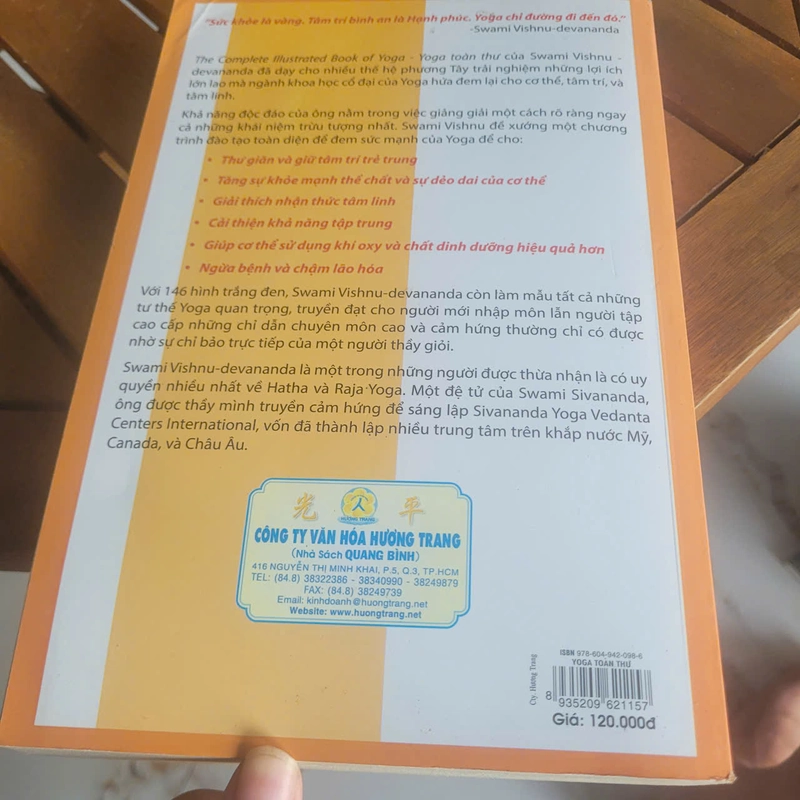 "Sức khỏe là vàng. Tâm trí bình an là Hạnh phúc. Yoga chỉ đường đi đến đó."
-Swami Vishnu-devananda
The Complete Illustrated Book of Yoga - Yoga toàn thư của Swami Vishnu -
devananda đã dạy cho nhiều thế hệ phương Tây trải nghiệm những lợi ích
lớn lao mà ngành khoa học cổ đại của Yoga hứa đem lại cho cơ thể, tâm trí, và
tâm linh.
Khả năng độc đáo của ông nằm trong việc giảng giải một cách rõ ràng ngay
cả những khái niệm trừu tượng nhất. Swami Vishnu đề xướng một chương
trình đào tạo toàn diện để đem sức mạnh của Yoga để cho:
• Thư giãn và giữ tâm trí trẻ trung
• Tăng sự khỏe mạnh thể chất và sự dẻo dai của cơ thể
• Giải thích nhận thức tâm linh
• Cải thiện khả năng tập trung
• Giúp cơ thể sử dụng khí oxy và chất dinh dưỡng hiệu quả hơn
• Ngừa bệnh và chậm lão hóa
Với 146 hình trắng đen, Swami Vishnu-devananda còn làm mẫu tất cả những
tư thế Yoga quan trọng, truyền đạt cho người mới nhập môn lẫn người tập
cao cấp những chỉ dẫn chuyên môn cao và cảm hứng thường chỉ có được
nhờ sự chỉ bảo trực tiếp của một người thầy giỏi.
Swami Vishnu-devananda là một trong những người được thừa nhận là có uy
quyền nhiều nhất về Hatha và Raja Yoga. Một đệ tử của Swami Sivananda,
ông được thầy mình truyền cảm hứng để sáng lập Sivananda Yoga Vedanta
Centers International, vốn đã thành lập nhiều trung tâm trên khắp nước Mỹ,
Canada, và Châu Âu.
光 平
HƯƠNG TRANG
CÔNG TY VĂN HÓA HƯƠNG TRANG
(Nhà Sách QUANG BÌNH)
416 NGUYỄN THỊ MINH KHAI, P.5, Q.3, TP.HCM
TEL: (84.8) 38322386 - 38340990 - 38249879
FAX: (84.8) 38249739
Email: kinhdoanh@huongtrang.net
Website: www.huongtrang.net
Cty. Hương Trang
ISBN 978-604-942-098-6
YOGA TOÀN THƯ
8 935209 621157
Giá: 120.000đ